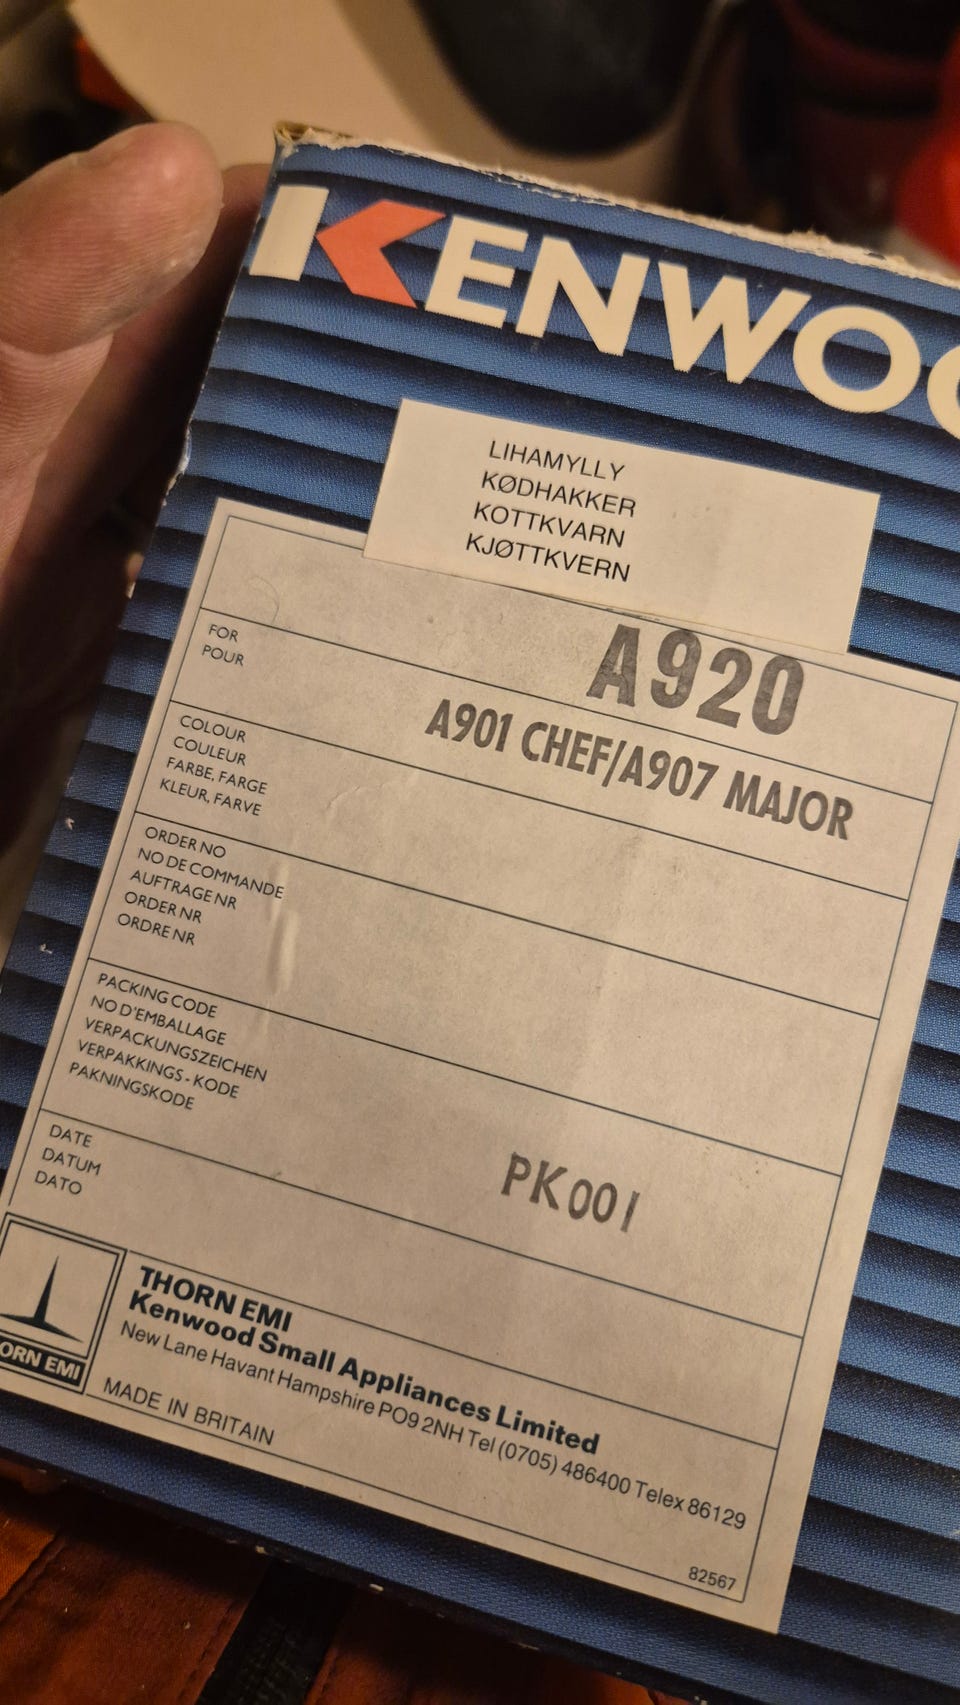 KENWOO
LIHAMYLLY
KØDHAKKER
KOTTKVARN
KJØTTKVERN
A920
FOR
POUR
A901 CHEF/A907 MAJOR
COLOUR
COULEUR
FARBE, FARGE
KLEUR, FARVE
ORDER NO
NO DE COMMANDE
AUFTRAGE NR
ORDER NR
ORDRE NR
PACKING CODE
NO D'EMBALLAGE
VERPACKUNGSZEICHEN
VERPAKKINGS - KODE
PAKNINGSKODE
PK001
DATE
DATUM
DATO
ORN EMI
THORN EMI
Kenwood Small Appliances Limited
New Lane Havant Hampshire PO9 2NH Tel (0705) 486400 Telex 86129
MADE IN BRITAIN
82567